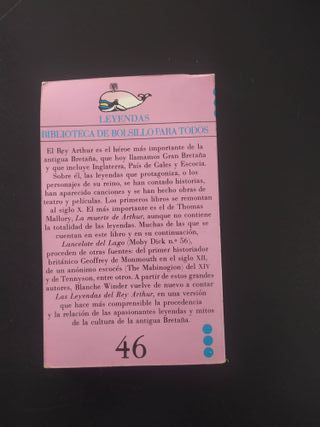 LEYENDAS
BIBLIOTECA DE BOLSILLO PARA TODOS
El Rey Arthur es el héroe más importante de la
antigua Bretaña, que hoy llamamos Gran Bretaña
y que incluye Inglaterra, País de Gales y Escocia.
Sobre él, las leyendas que protagoniza, o los
personajes de su reino, se han contado historias,
han aparecido canciones y se han hecho obras de
teatro y películas. Los primeros libros se remontan
al siglo X. El más importante es el de Thomas
Mallory, La muerte de Arthur, aunque no contiene
la totalidad de las leyendas. Muchas de las que se
cuentan en este libro y en su continuación,
Lancelote del Lago (Moby Dick n.º 56),
proceden de otras fuentes: del primer historiador
británico Geoffrey de Monmouth en el siglo XII,
de un anónimo escocés (The Mabinogion) del XIV
y de Tennyson, entre otros. A partir de estos grandes
autores, Blanche Winder vuelve de nuevo a contar
Las Leyendas del Rey Arthur, en una versión
que hace más comprensible la procedencia
y la relación de las apasionantes leyendas y mitos
de la cultura de la antigua Bretaña.
46